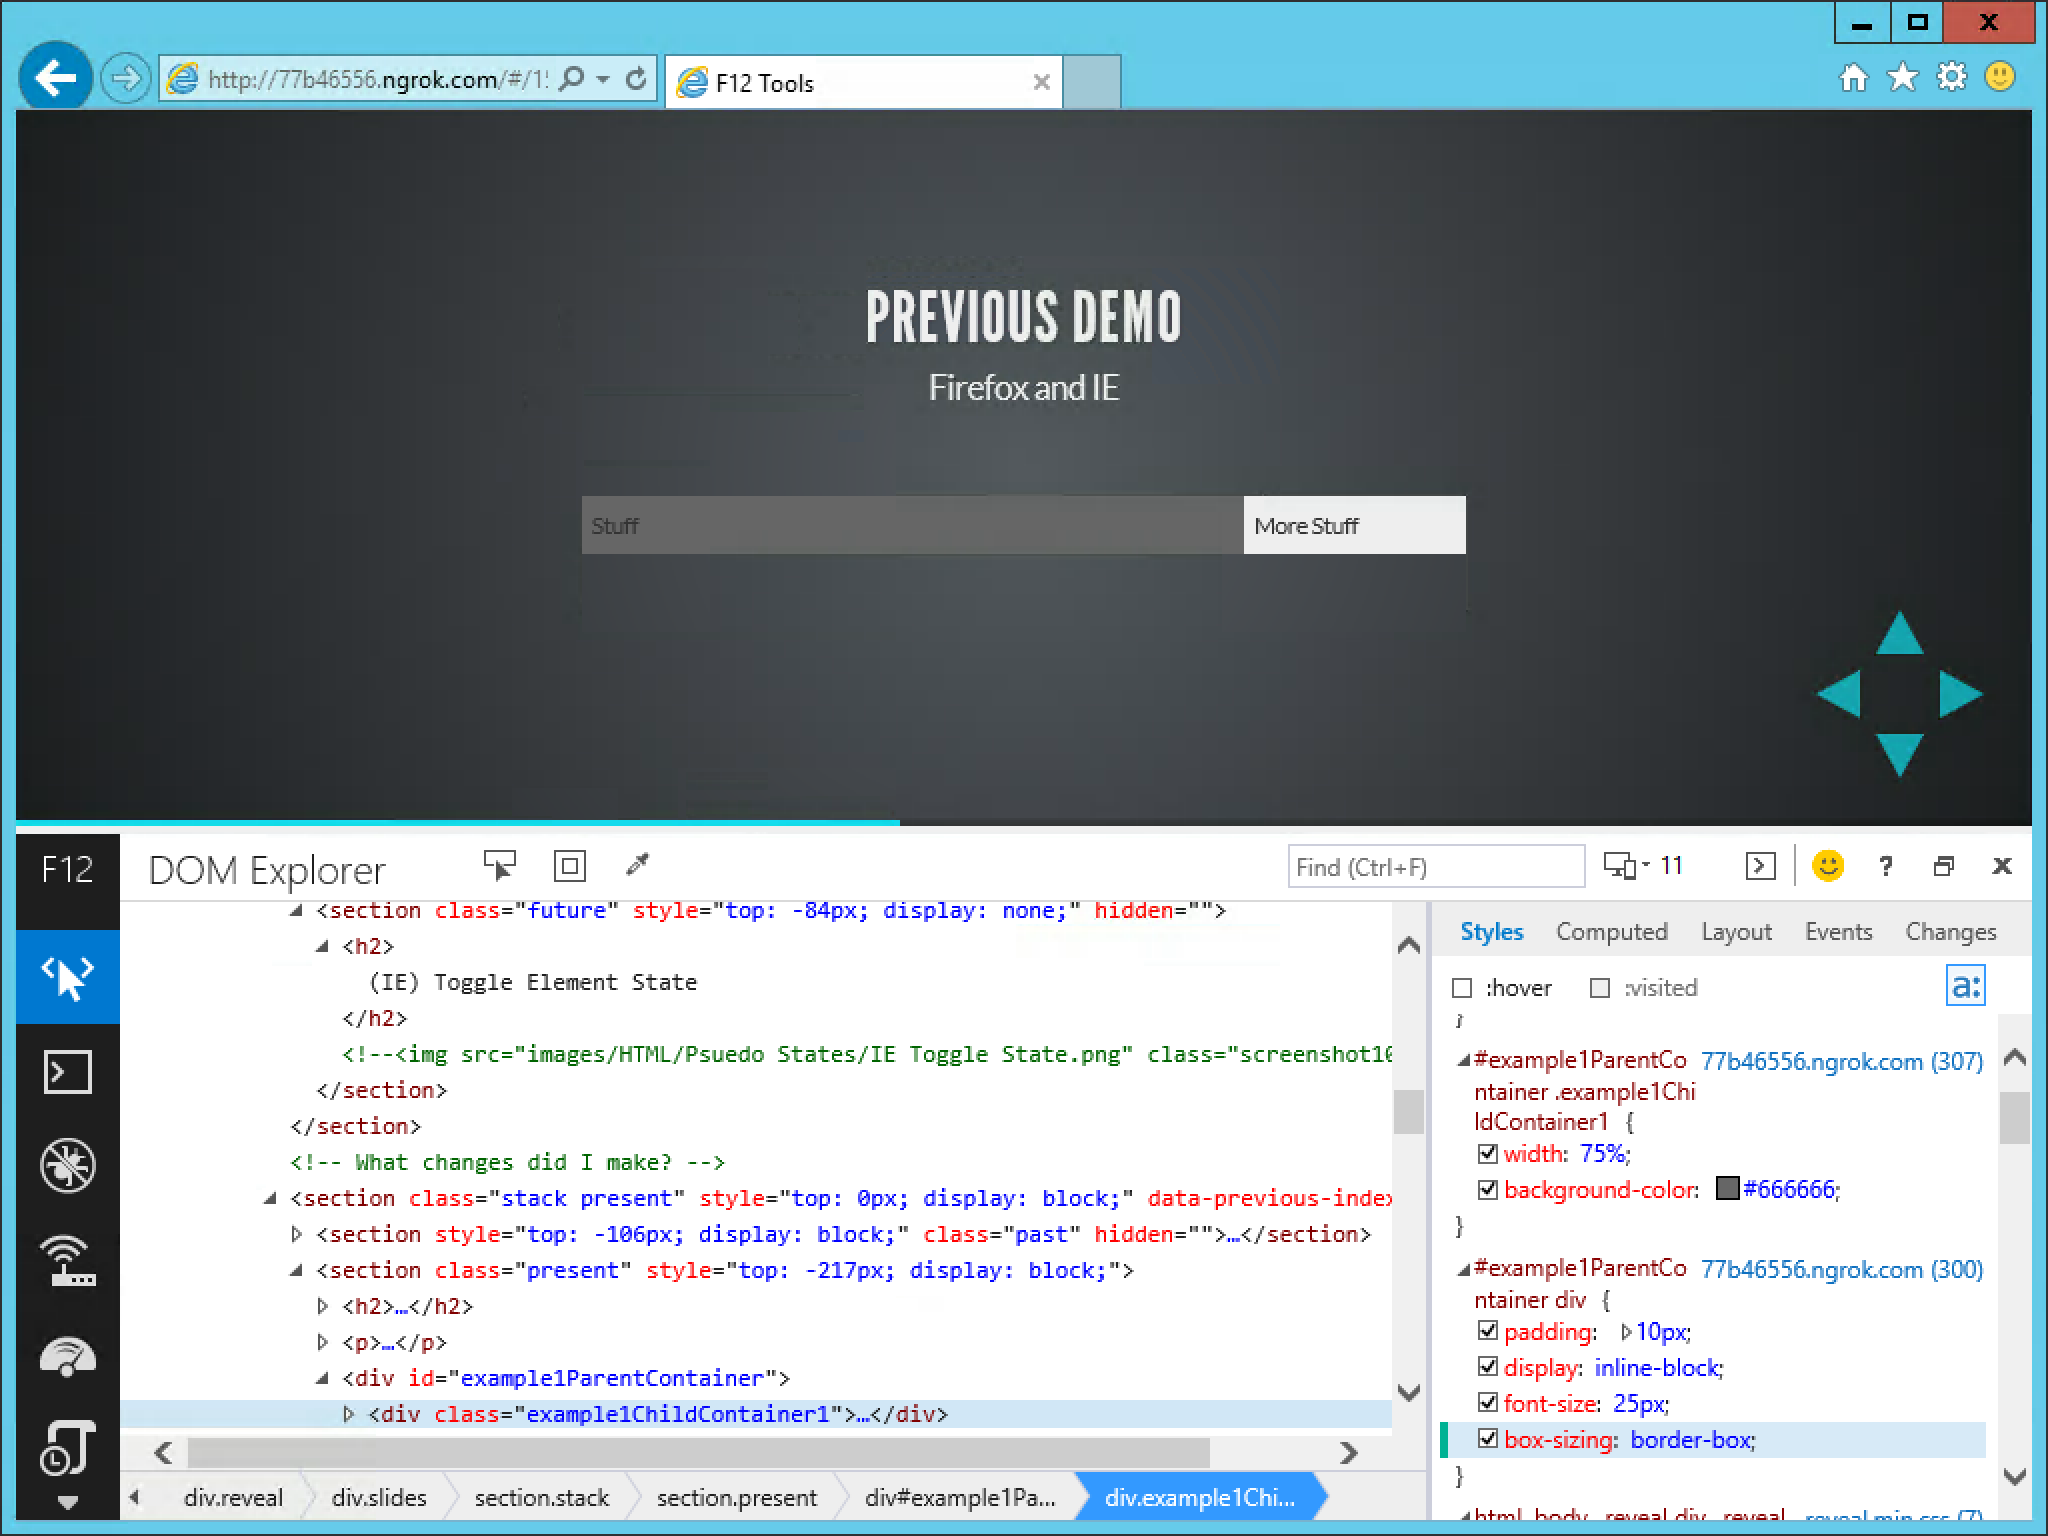 http://77b46556.ngrok.com/#/1
F12 Tools
PREVIOUS DEMO
Firefox and IE
Stuff
More Stuff
F12
DOM Explorer
Find (Ctrl+F)
11
?
<section class="future" style="top: -84px; display: none;" hidden="">
<h2>
(IE) Toggle Element State
</h2>
<!--<img src="images/HTML/Psuedo States/IE Toggle State.png" class="screenshot10
</section>
</section>
<!-- What changes did I make? -->
<section class="stack present" style="top: 0px; display: block;" data-previous-index
<section style="top: -106px; display: block;" class="past" hidden="">…</section>
<section class="present" style="top: -217px; display: block;">
<h2>…</h2>
<p>…</p>
<div id="example1ParentContainer">
<div class="example1ChildContainer1">…</div>
div.reveal
div.slides
section.stack
section.present
div#example1Pa...
div.example1Chi...
Styles
Computed
Layout
Events
Changes
:hover
:visited
a:
}
#example1ParentCo 77b46556.ngrok.com (307)
ntainer .example1Chi
ldContainer1 {
width: 75%;
background-color: #666666;
}
#example1ParentCo 77b46556.ngrok.com (300)
ntainer div {
padding: 10px;
display: inline-block;
font-size: 25px;
box-sizing: border-box;
}
html, body, .reveal div, .reveal reveal.min.css (7)